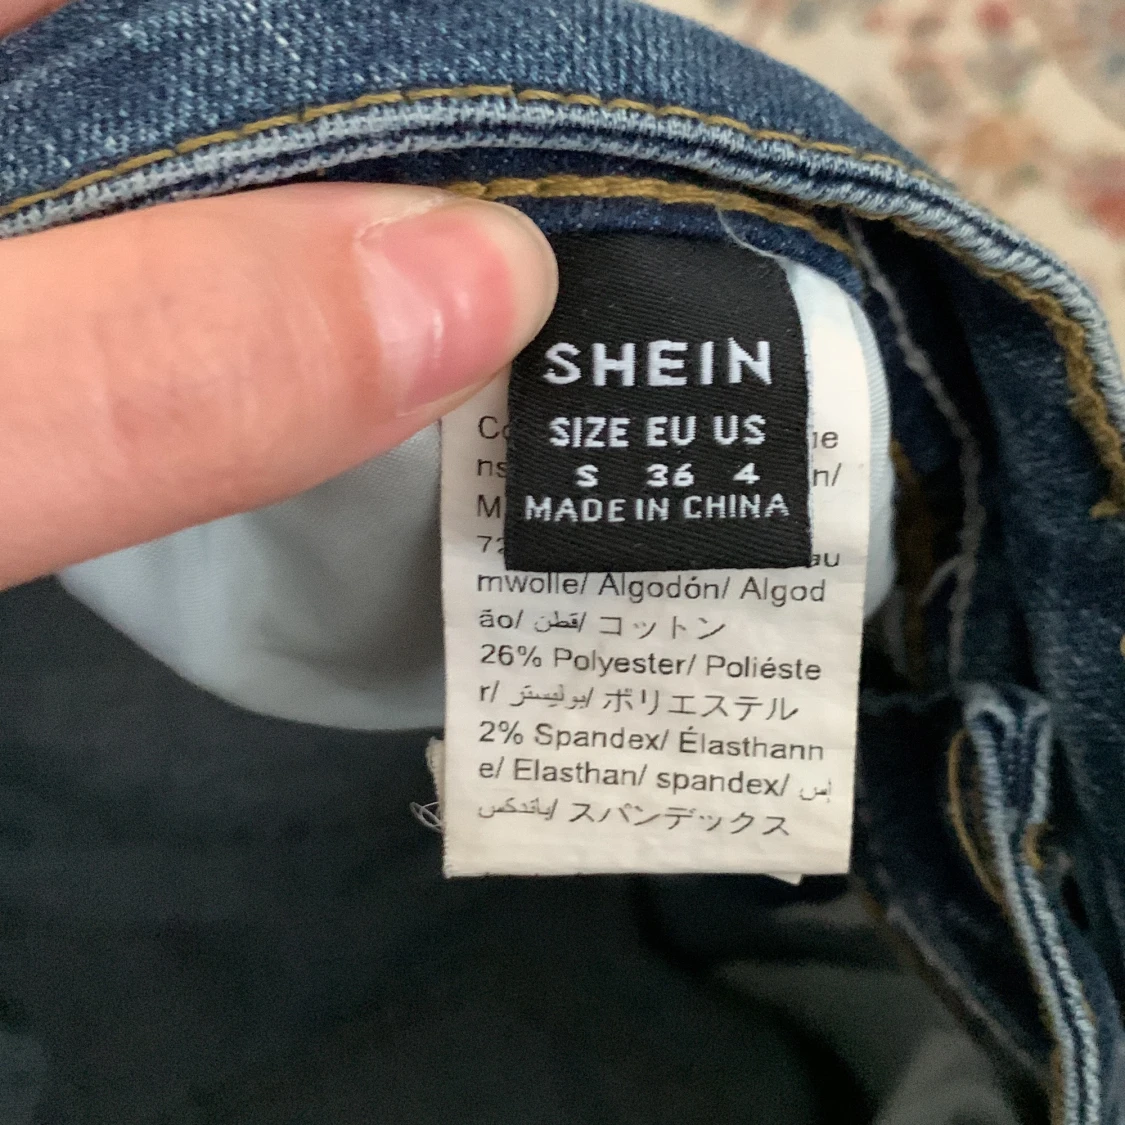 SHEIN
SIZE EU US
S 36 4
MADE IN CHINA
mwolle/ Algodón/ Algod
ão/ قطن/ コットン
26% Polyester/ Poliéste
r/ بوليستر/ ポリエステル
2% Spandex/ Élasthann
e/ Elasthan/ spandex/ إس
باندكس/ スパンデックス